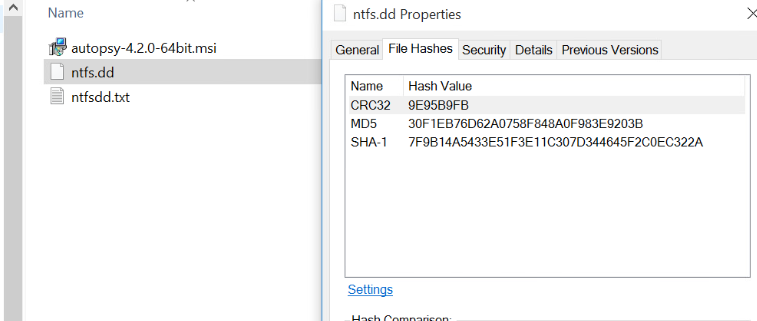 Name
autopsy-4.2.0-64bit.msi
ntfs.dd
ntfsdd.txt
ntfs.dd Properties
General File Hashes Security Details Previous Versions
Name Hash Value
CRC32 9E95B9FB
MD5 30F1EB76D62A0758F848A0F983E9203B
SHA-1 7F9B14A5433E51F3E11C307D344645F2C0EC322A
Settings
Hash Comparison: